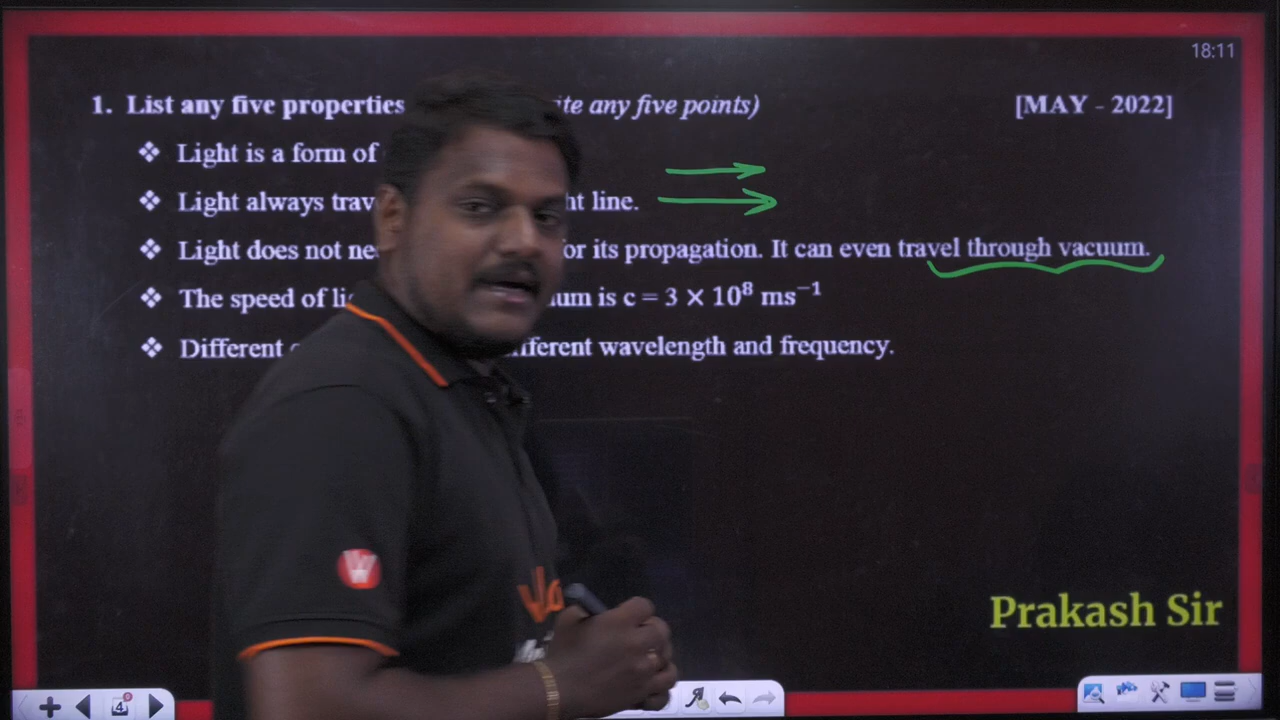 18:11
1. List any five properties ite any five points) [MAY - 2022]
❖ Light is a form of
❖ Light always trav ht line.
❖ Light does not ne or its propagation. It can even travel through vacuum.
❖ The speed of li um is c = 3 × 10⁸ ms⁻¹
❖ Different fferent wavelength and frequency.
W
Prakash Sir
4